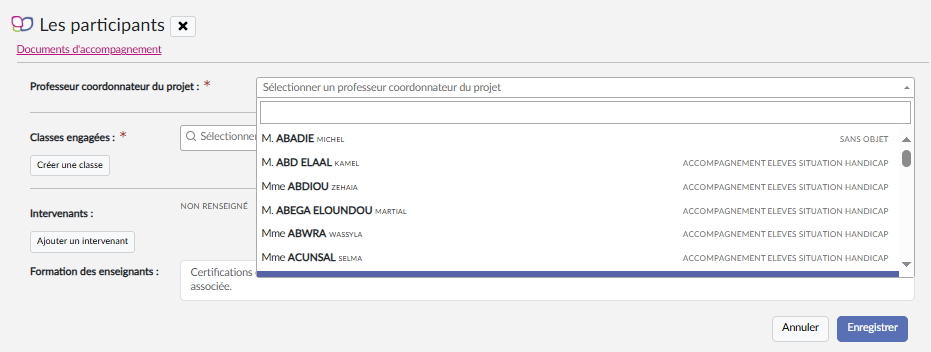 Les participants
Documents d'accompagnement
Professeur coordonnateur du projet : *
Sélectionner un professeur coordonnateur du projet
M. ABADIE MICHEL SANS OBJET
Classes engagées : *
Sélectionner
M. ABD ELAAL KAMEL ACCOMPAGNEMENT ELEVES SITUATION HANDICAP
Créer une classe
Mme ABDIOU ZEHAIA ACCOMPAGNEMENT ELEVES SITUATION HANDICAP
Intervenants :
NON RENSEIGNÉ
M. ABEGA ELOUNDOU MARTIAL ACCOMPAGNEMENT ELEVES SITUATION HANDICAP
Ajouter un intervenant
Mme ABWRA WASSYLA ACCOMPAGNEMENT ELEVES SITUATION HANDICAP
Mme ACUNSAL SELMA ACCOMPAGNEMENT ELEVES SITUATION HANDICAP
Formation des enseignants :
Certifications
associée.
Annuler
Enregistrer